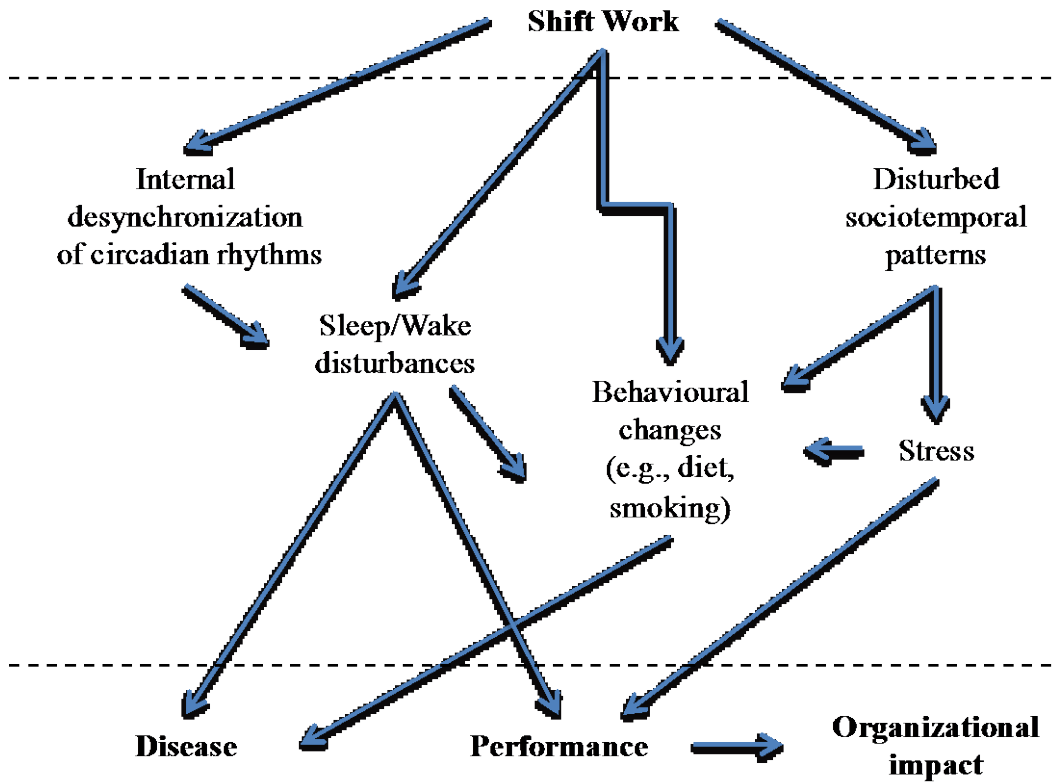 Shift Work
Internal
desynchronization
of circadian rhythms
Disturbed
sociotemporal
patterns
Sleep/Wake
disturbances
Behavioural
changes
(e.g., diet,
smoking)
Stress
Disease
Performance
Organizational
impact